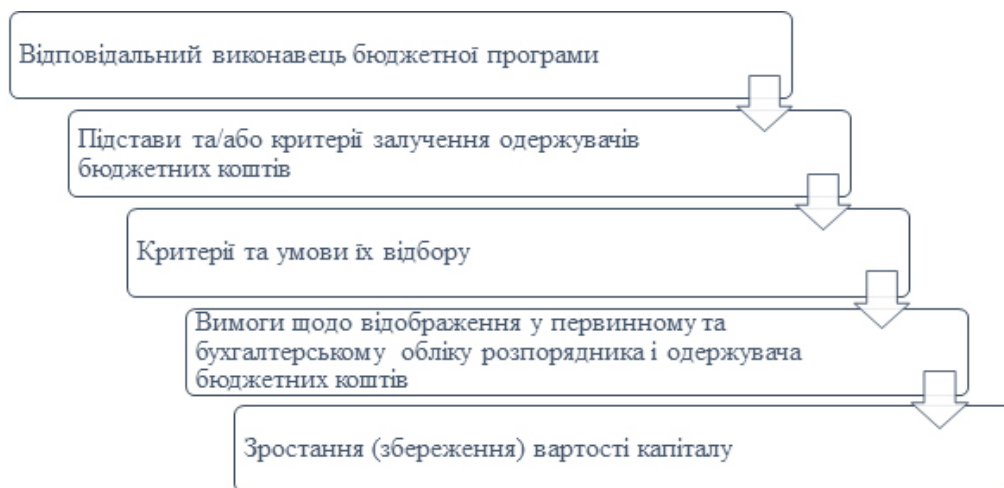 Відповідальний виконавець бюджетної програми
Підстави та/або критерії залучення одержувачів
бюджетних коштів
Критерії та умови їх відбору
Вимоги щодо відображення у первинному та
бухгалтерському обліку розпорядника і одержувача
бюджетних коштів
Зростання (збереження) вартості капіталу